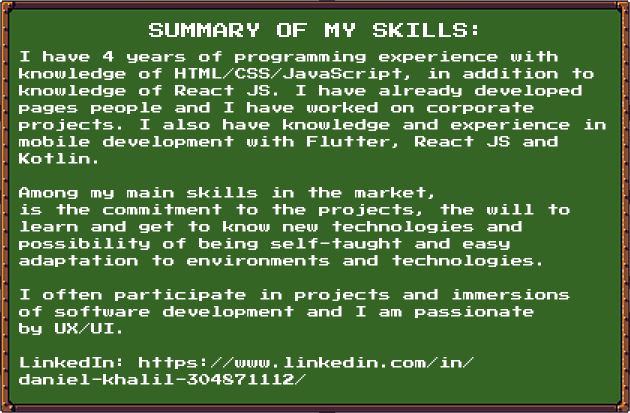 SUMMARY OF MY SKILLS:
I have 4 years of programming experience with
knowledge of HTML/CSS/JavaScript, in addition to
knowledge of React JS. I have already developed
pages people and I have worked on corporate
projects. I also have knowledge and experience in
mobile development with Flutter, React JS and
Kotlin.
Among my main skills in the market,
is the commitment to the projects, the will to
learn and get to know new technologies and
possibility of being self-taught and easy
adaptation to environments and technologies.
I often participate in projects and immersions
of software development and I am passionate
by UX/UI.
LinkedIn: https://www.linkedin.com/in/
daniel-khalil-304871112/